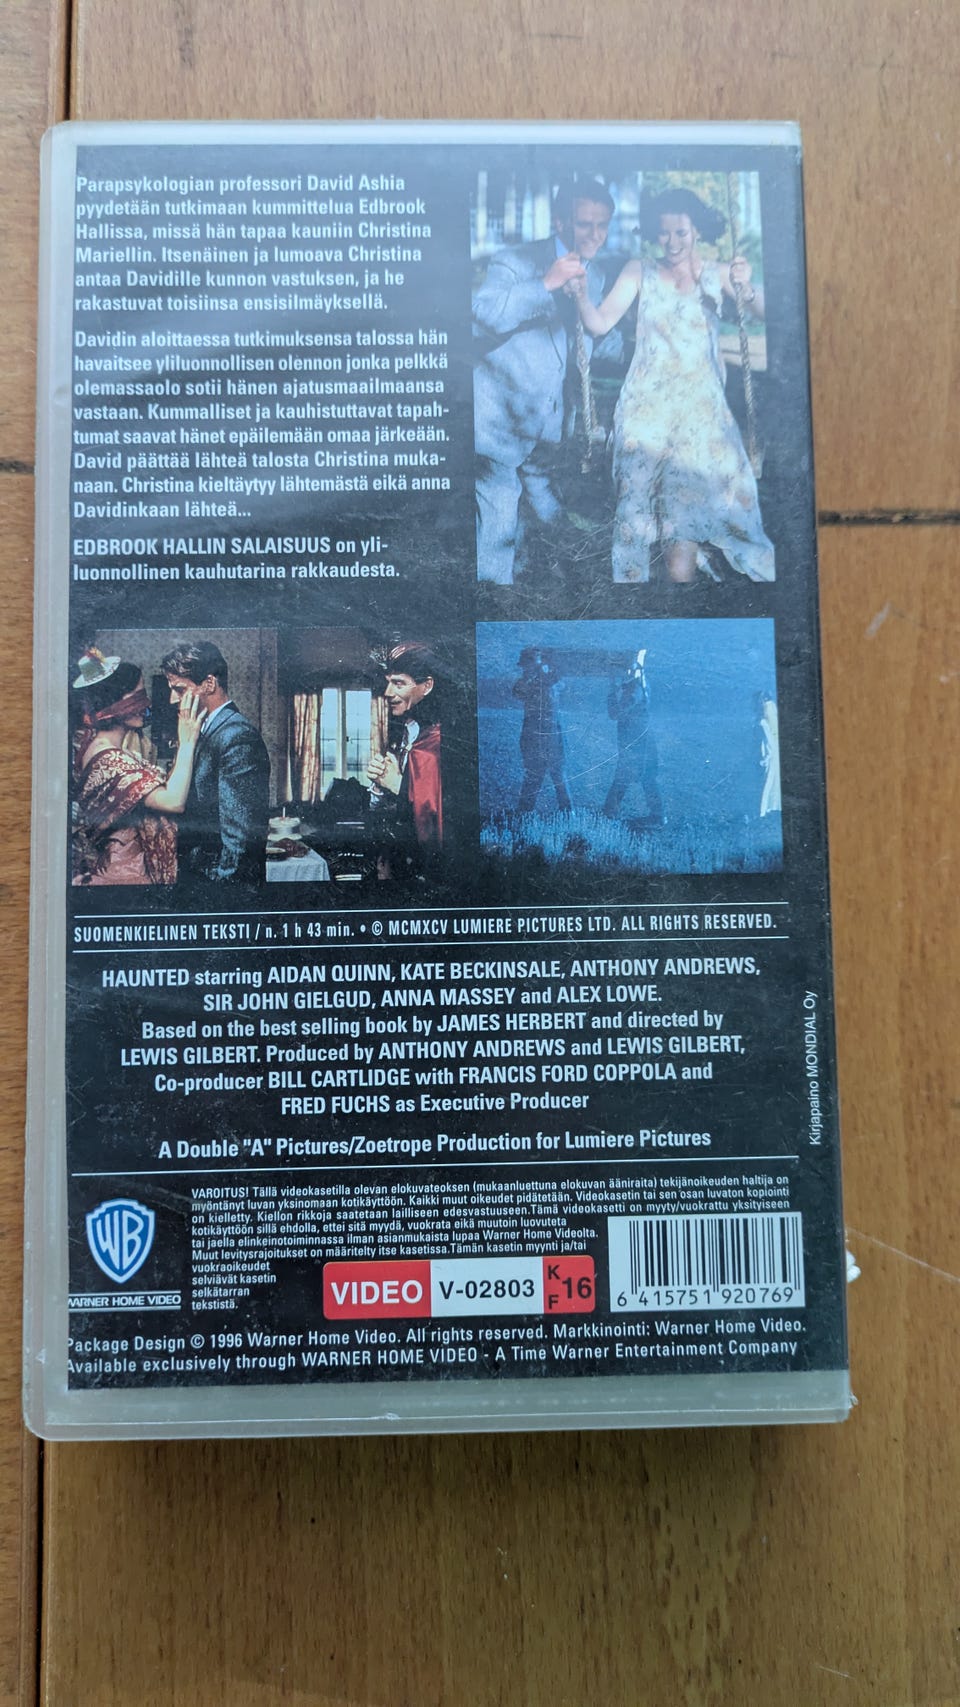 Parapsykologian professori David Ashia
pyydetään tutkimaan kummittelua Edbrook
Hallissa, missä hän tapaa kauniin Christina
Mariellin. Itsenäinen ja lumoava Christina
antaa Davidille kunnon vastuksen, ja he
rakastuvat toisiinsa ensisilmäyksellä.
Davidin aloittaessa tutkimuksensa talossa hän
havaitsee yliluonnollisen olennon jonka pelkkä
olemassaolo sotii hänen ajatusmaailmaansa
vastaan. Kummalliset ja kauhistuttavat tapah-
tumat saavat hänet epäilemään omaa järkeään.
David päättää lähteä talosta Christina muka-
naan. Christina kieltäytyy lähtemästä eikä anna
Davidinkaan lähteä...
EDBROOK HALLIN SALAISUUS on yli-
luonnollinen kauhutarina rakkaudesta.
SUOMENKIELINEN TEKSTI / n. 1 h 43 min. • © MCMXCV LUMIERE PICTURES LTD. ALL RIGHTS RESERVED.
HAUNTED starring AIDAN QUINN, KATE BECKINSALE, ANTHONY ANDREWS,
SIR JOHN GIELGUD, ANNA MASSEY and ALEX LOWE.
Based on the best selling book by JAMES HERBERT and directed by
LEWIS GILBERT. Produced by ANTHONY ANDREWS and LEWIS GILBERT,
Co-producer BILL CARTLIDGE with FRANCIS FORD COPPOLA and
FRED FUCHS as Executive Producer
A Double "A" Pictures/Zoetrope Production for Lumiere Pictures
Kirjapaino MONDIAL Oy
VAROITUS! Tällä videokasetilla olevan elokuvateoksen (mukaanluettuna elokuvan ääniraita) tekijänoikeuden haltija on
myöntänyt luvan yksinomaan kotikäyttöön. Kaikki muut oikeudet pidätetään. Videokasetin tai sen osan luvaton kopiointi
on kielletty. Kiellon rikkoja saatetaan lailliseen edesvastuuseen.Tämä videokasetti on myyty/vuokrattu yksityiseen
kotikäyttöön sillä ehdolla, ettei sitä myydä, vuokrata eikä muutoin luovuteta
tai jaella elinkeinotoiminnassa ilman asianmukaista lupaa Warner Home Videolta.
Muut levitysrajoitukset on määritelty itse kasetissa.Tämän kasetin myynti ja/tai
vuokraoikeudet
selviävät kasetin
selkätarran
tekstistä.
WB
WARNER HOME VIDEO
VIDEO V-02803 K F 16
6 415751 920769
Package Design © 1996 Warner Home Video. All rights reserved. Markkinointi: Warner Home Video.
Available exclusively through WARNER HOME VIDEO - A Time Warner Entertainment Company